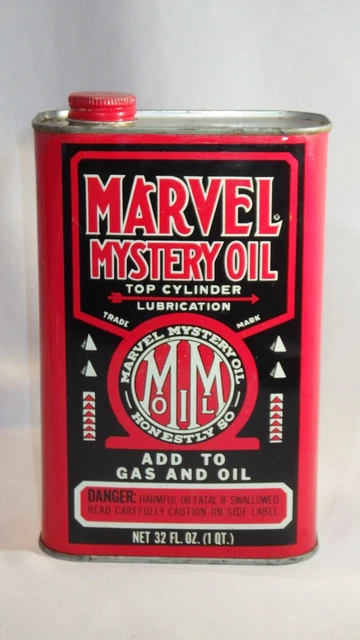 MARVEL®
MYSTERY OIL
TOP CYLINDER
LUBRICATION
TRADE MARK
MARVEL MYSTERY OIL
M OIL M
HONESTLY SO
ADD TO
GAS AND OIL
DANGER: HARMFUL OR FATAL IF SWALLOWED.
READ CAREFULLY CAUTION ON SIDE LABEL
NET 32 FL. OZ. (1 QT.)